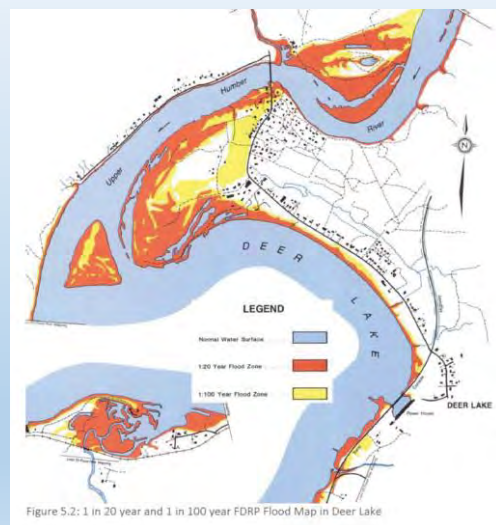 Humber
River
Upper
N
DEER
LAKE
LEGEND
Normal Water Surface
1:20 Year Flood Zone
1:100 Year Flood Zone
Power House
DEER LAKE
Figure 5.2: 1 in 20 year and 1 in 100 year FDRP Flood Map in Deer Lake